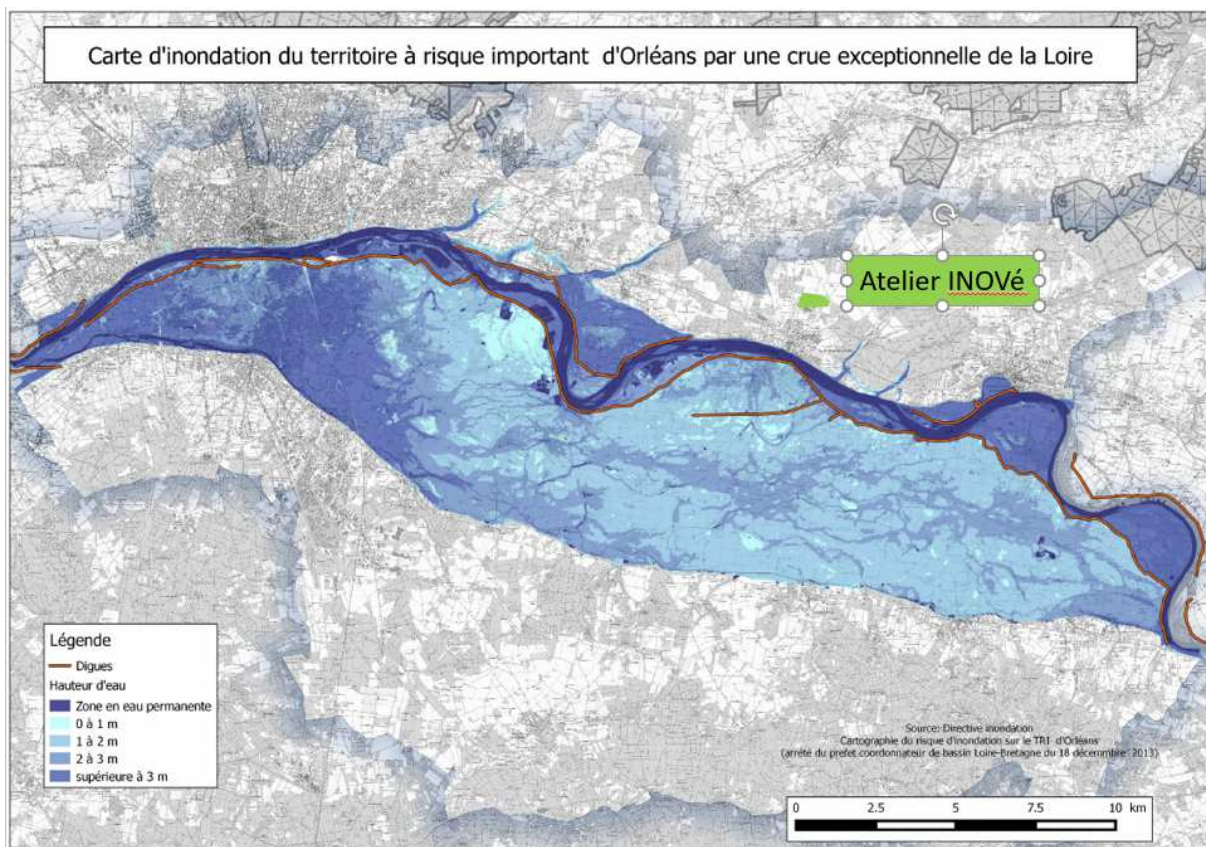 Carte d'inondation du territoire à risque important d'Orléans par une crue exceptionnelle de la Loire
Atelier INOVé
Légende
Digues
Hauteur d'eau
Zone en eau permanente
0 à 1 m
1 à 2 m
2 à 3 m
supérieure à 3 m
Source: Directive inondation
Cartographie du risque d'inondation sur le TRI d'Orléans
(arrêté du prefet coordonnateur de bassin Loire-Bretagne du 18 décemmbre 2013)
0 2.5 5 7.5 10 km